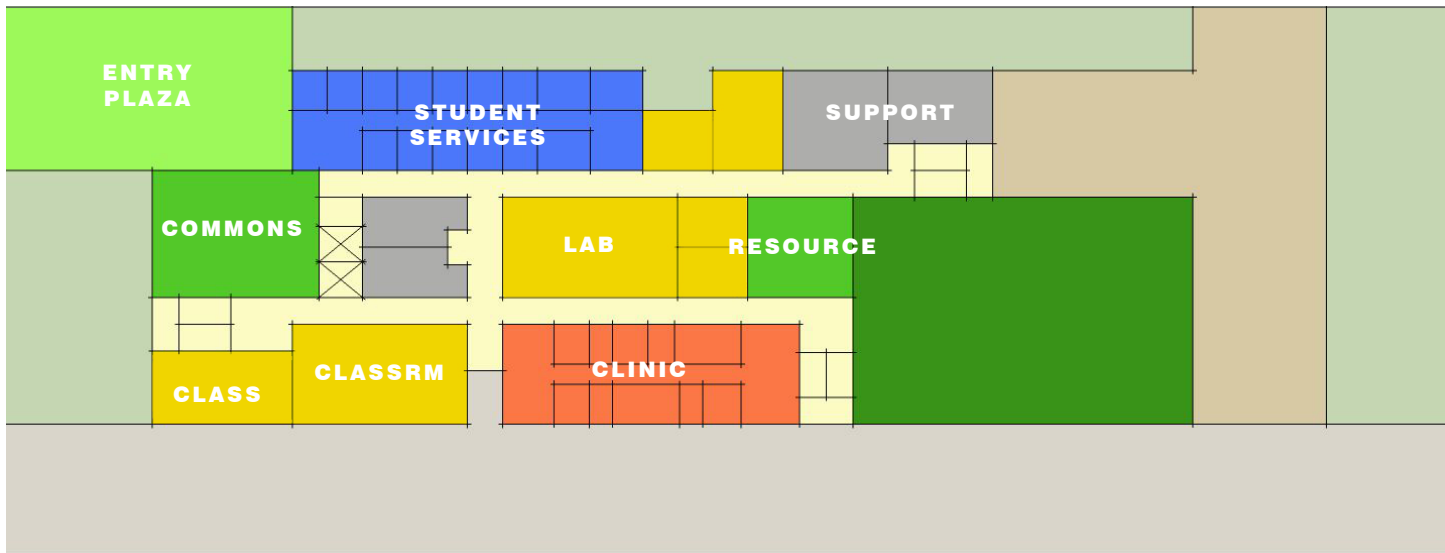 ENTRY
PLAZA
STUDENT
SERVICES
SUPPORT
COMMONS
LAB
RESOURCE
CLASS
CLASSRM
CLINIC